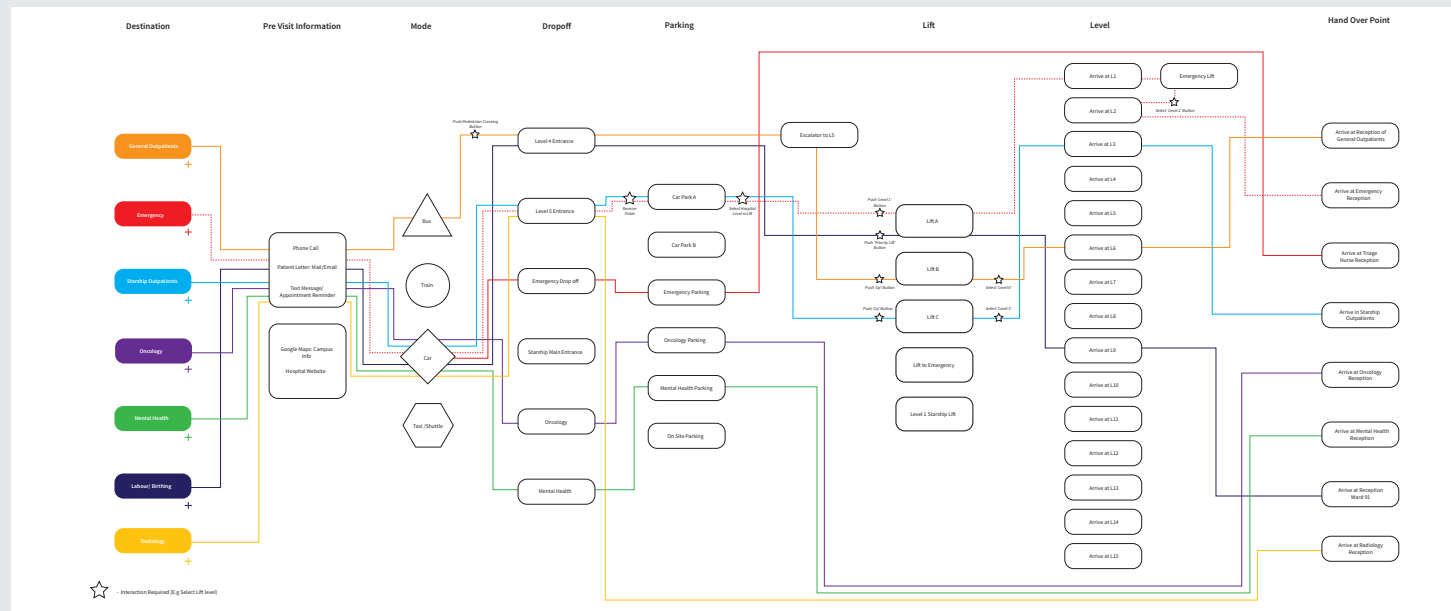 Destination
Pre Visit Information
Mode
Dropoff
Parking
Lift
Level
Hand Over Point
General Outpatients
Emergency
Starship Outpatients
Oncology
Mental Health
Labour/ Birthing
Radiology
- Interaction Required (E.g Select Lift level)
Phone Call
Patient Letter: Mail/Email
Text Message/
Appointment Reminder
Google Maps: Campus
Info
Hospital Website
Bus
Train
Car
Taxi /Shuttle
Push Pedestrian Crossing
Button
Level 4 Entrance
Level 5 Entrance
Emergency Drop off
Starship Main Entrance
Oncology
Mental Health
Receive
Ticket
Car Park A
Car Park B
Emergency Parking
Oncology Parking
Mental Health Parking
On Site Parking
Select Hospital
Level in Lift
Escalator to L5
Push 'Level 1'
Button
Push 'Priority Lift'
Button
Push 'Up' Button
Push 'Up' Button
Lift A
Lift B
Lift C
Lift to Emergency
Level 1 Starship Lift
Select 'Level 6'
Select 'Level 3'
Arrive at L1
Arrive at L2
Arrive at L3
Arrive at L4
Arrive at L5
Arrive at L6
Arrive at L7
Arrive at L8
Arrive at L9
Arrive at L10
Arrive at L11
Arrive at L12
Arrive at L13
Arrive at L14
Arrive at L15
Emergency Lift
Select 'Level 2' Button
Arrive at Reception of
General Outpatients
Arrive at Emergency
Reception
Arrive at Triage
Nurse Reception
Arrive in Starship
Outpatients
Arrive at Oncology
Reception
Arrive at Mental Health
Reception
Arrive at Reception
Ward 91
Arrive at Radiology
Reception